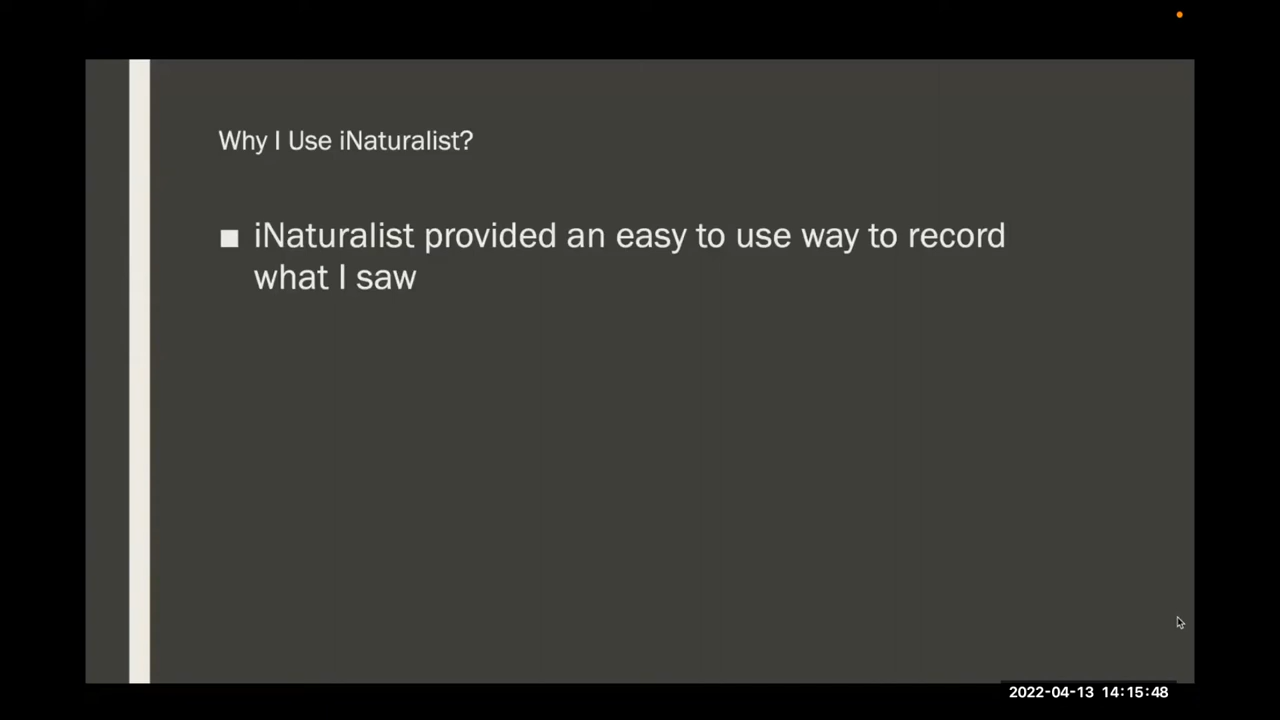 Why I Use iNaturalist?
■ iNaturalist provided an easy to use way to record
what I saw
2022-04-13 14:15:48